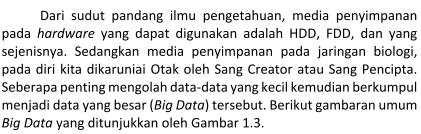 Dari sudut pandang ilmu pengetahuan, media penyimpanan
pada hardware yang dapat digunakan adalah HDD, FDD, dan yang
sejenisnya. Sedangkan media penyimpanan pada jaringan biologi,
pada diri kita dikaruniai Otak oleh Sang Creator atau Sang Pencipta.
Seberapa penting mengolah data-data yang kecil kemudian berkumpul
menjadi data yang besar (Big Data) tersebut. Berikut gambaran umum
Big Data yang ditunjukkan oleh Gambar 1.3.